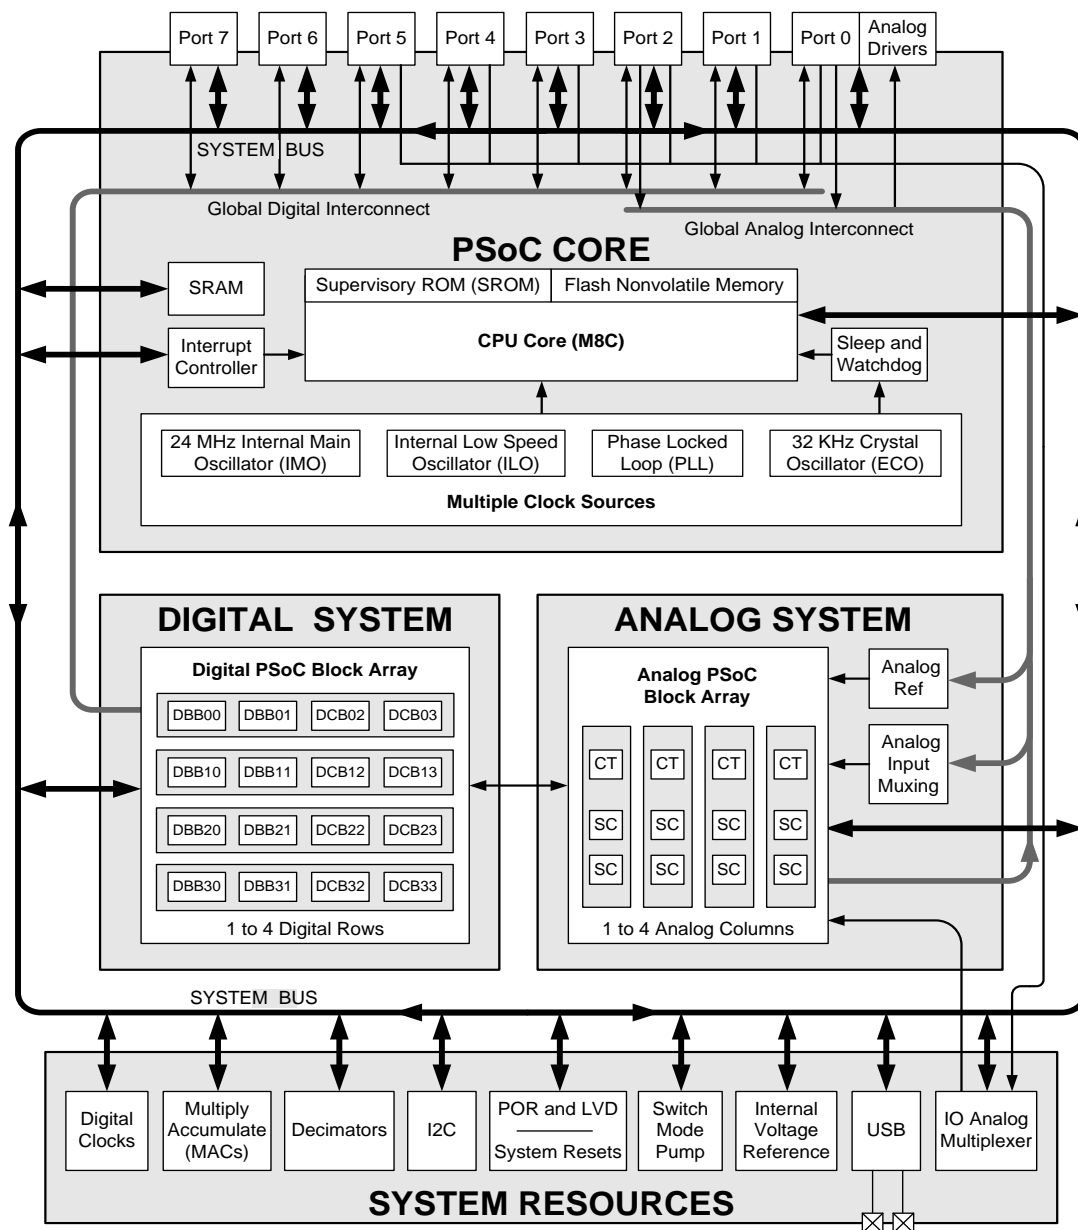 Port 7
Port 6
Port 5
Port 4
Port 3
Port 2
Port 1
Port 0
Analog
Drivers
SYSTEM BUS
Global Digital Interconnect
Global Analog Interconnect
PSoC CORE
SRAM
Supervisory ROM (SROM)
Flash Nonvolatile Memory
CPU Core (M8C)
Interrupt
Controller
Sleep and
Watchdog
24 MHz Internal Main
Oscillator (IMO)
Internal Low Speed
Oscillator (ILO)
Phase Locked
Loop (PLL)
32 KHz Crystal
Oscillator (ECO)
Multiple Clock Sources
DIGITAL SYSTEM
Digital PSoC Block Array
DBB00
DBB01
DCB02
DCB03
DBB10
DBB11
DCB12
DCB13
DBB20
DBB21
DCB22
DCB23
DBB30
DBB31
DCB32
DCB33
1 to 4 Digital Rows
ANALOG SYSTEM
Analog PSoC
Block Array
CT
CT
CT
CT
SC
SC
SC
SC
SC
SC
SC
SC
1 to 4 Analog Columns
Analog
Ref
Analog
Input
Muxing
SYSTEM BUS
Digital
Clocks
Multiply
Accumulate
(MACs)
Decimators
I2C
POR and LVD
System Resets
Switch
Mode
Pump
Internal
Voltage
Reference
USB
IO Analog
Multiplexer
SYSTEM RESOURCES